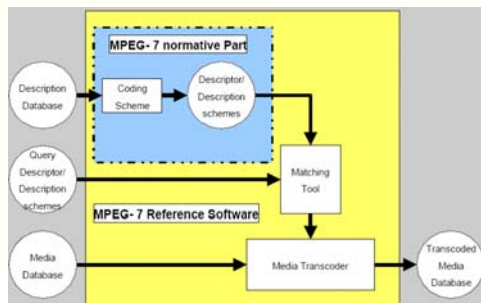 MPEG- 7 normative Part
Description
Database
Coding
Scheme
Descriptor/
Description
schemes
Query
Descriptor/
Description
schemes
Matching
Tool
MPEG- 7 Reference Software
Media
Database
Media Transcoder
Transcoded
Media
Database